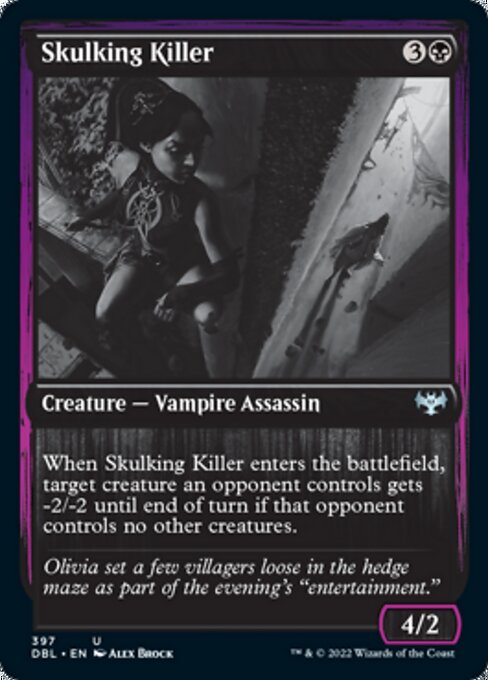 Skulking Killer 3
Creature — Vampire Assassin
When Skulking Killer enters the battlefield,
target creature an opponent controls gets
-2/-2 until end of turn if that opponent
controls no other creatures.
Olivia set a few villagers loose in the hedge
maze as part of the evening's “entertainment.”
4/2
397 U
DBL • EN Alex Brock ™ & © 2022 Wizards of the Coast